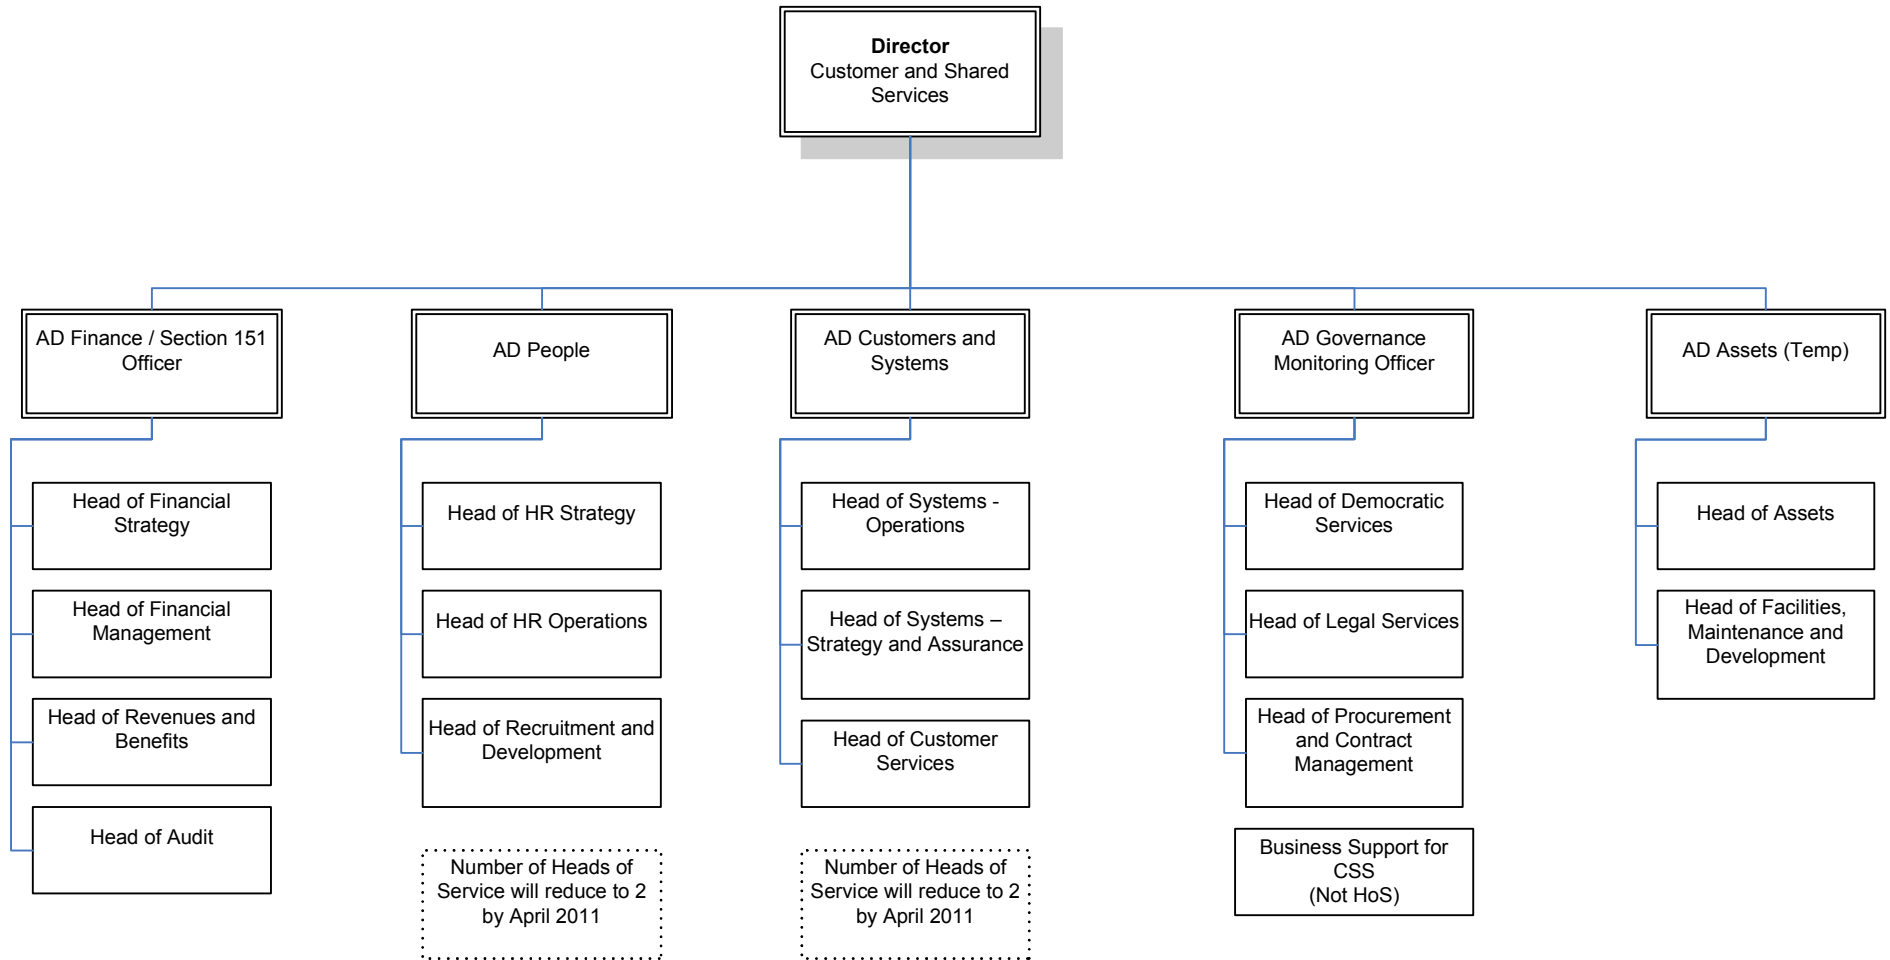 Director
Customer and Shared
Services
AD Finance / Section 151
Officer
AD People
AD Customers and
Systems
AD Governance
Monitoring Officer
AD Assets (Temp)
Head of Financial
Strategy
Head of Financial
Management
Head of Revenues and
Benefits
Head of Audit
Head of HR Strategy
Head of HR Operations
Head of Recruitment and
Development
Number of Heads of
Service will reduce to 2
by April 2011
Head of Systems -
Operations
Head of Systems –
Strategy and Assurance
Head of Customer
Services
Number of Heads of
Service will reduce to 2
by April 2011
Head of Democratic
Services
Head of Legal Services
Head of Procurement
and Contract
Management
Business Support for
CSS
(Not HoS)
Head of Assets
Head of Facilities,
Maintenance and
Development